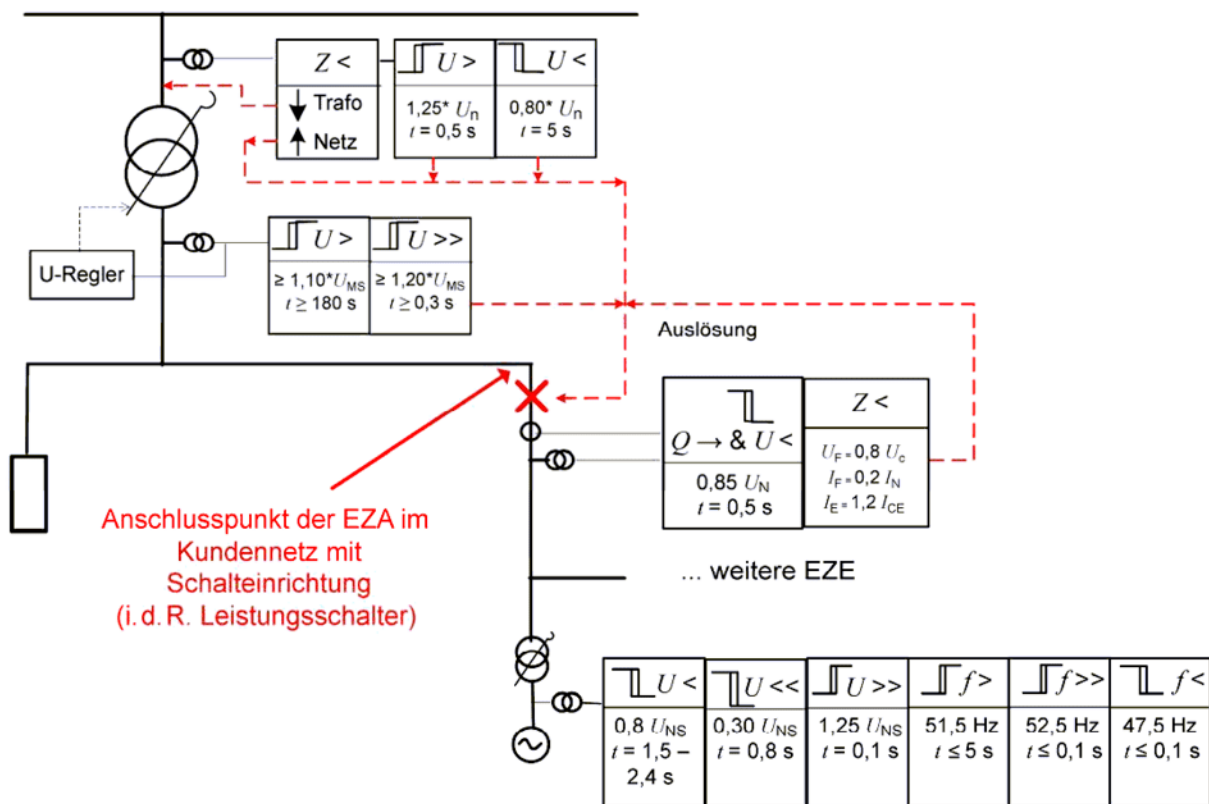 Z <
Trafo
Netz
U >
1,25* Un
t = 0,5 s
U <
0,80* Un
t = 5 s
U-Regler
U >
≥ 1,10*UMS
t ≥ 180 s
U >>
≥ 1,20*UMS
t ≥ 0,3 s
Auslösung
Q → & U <
0,85 UN
t = 0,5 s
Z <
UF = 0,8 Uc
IF = 0,2 IN
IE = 1,2 ICE
Anschlusspunkt der EZA im
Kundennetz mit
Schalteinrichtung
(i. d. R. Leistungsschalter)
... weitere EZE
U <
0,8 UNS
t = 1,5 –
2,4 s
U <<
0,30 UNS
t = 0,8 s
U >>
1,25 UNS
t = 0,1 s
f >
51,5 Hz
t ≤ 5 s
f >>
52,5 Hz
t ≤ 0,1 s
f <
47,5 Hz
t ≤ 0,1 s